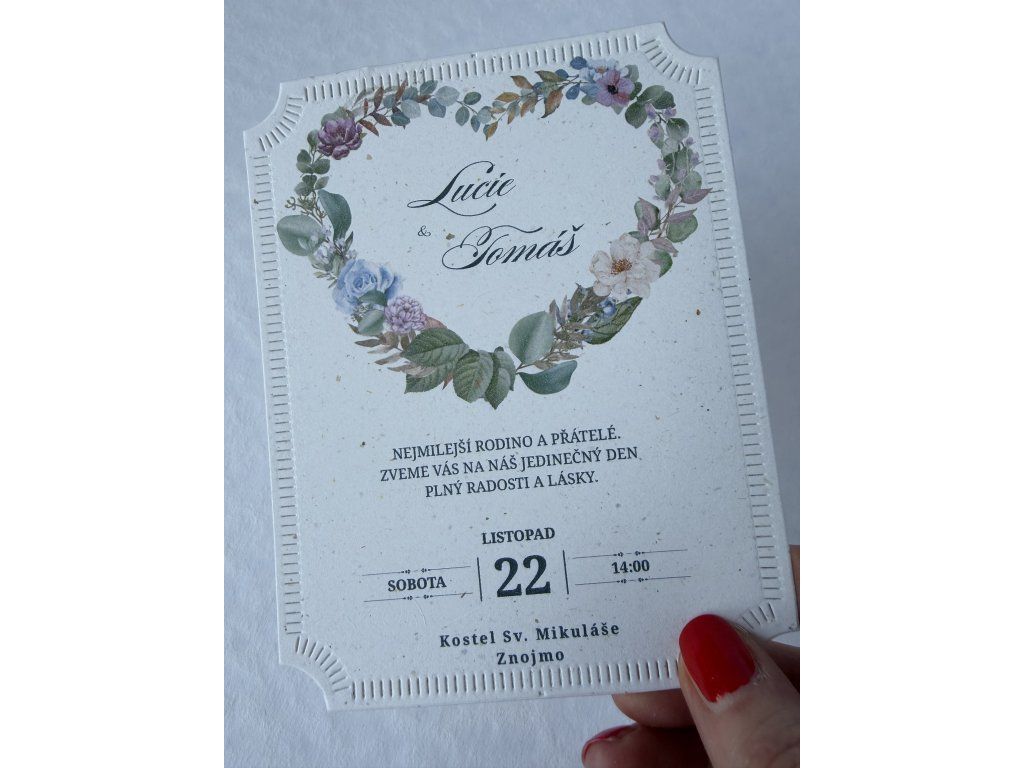 Lucie
&
Tomáš
NEJMILEJŠÍ RODINO A PŘÁTELÉ.
ZVEME VÁS NA NÁŠ JEDINEČNÝ DEN
PLNÝ RADOSTI A LÁSKY.
LISTOPAD
SOBOTA 22 14:00
Kostel Sv. Mikuláše
Znojmo